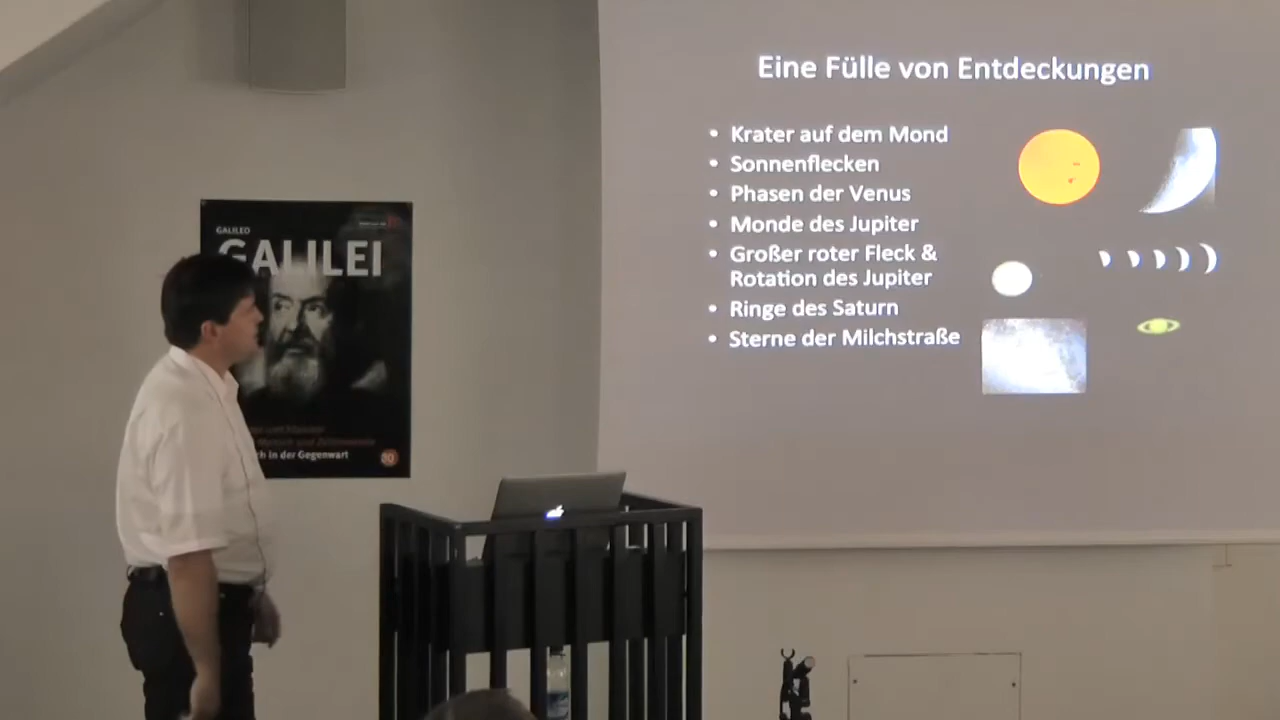 Eine Fülle von Entdeckungen
• Krater auf dem Mond
• Sonnenflecken
• Phasen der Venus
• Monde des Jupiter
• Großer roter Fleck &
Rotation des Jupiter
• Ringe des Saturn
• Sterne der Milchstraße
GALILEO
GALILEI
und
in der Gegenwart